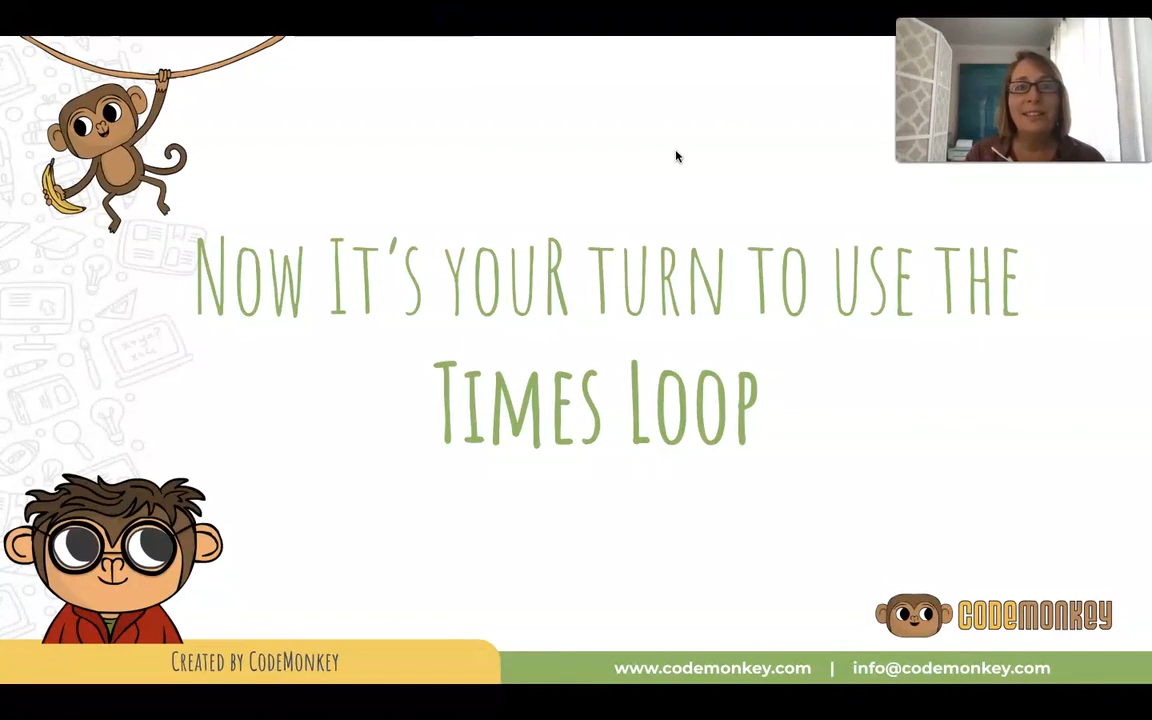 Now It's your turn to use the
Times Loop
CODEMONKEY
Created by CodeMonkey
www.codemonkey.com | info@codemonkey.com